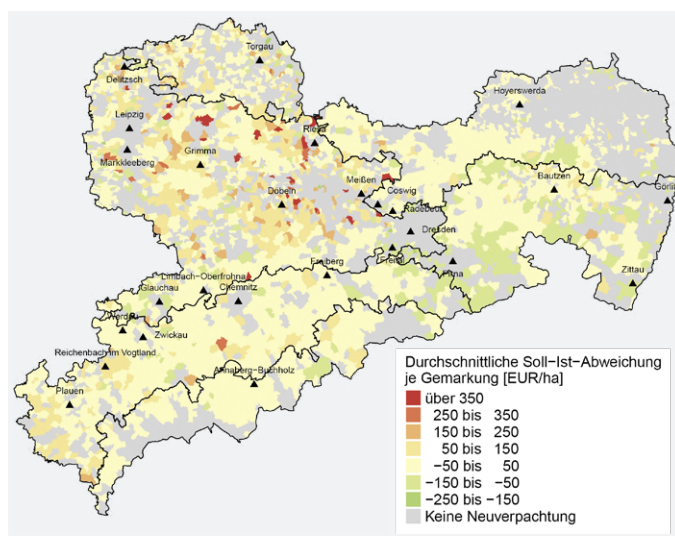 Torgau
Delitzsch
Hoyerswerda
Leipzig
Riesa
Markkleeberg
Grimma
Meißen
Bautzen
Görlitz
Döbeln
Coswig
Radebeul
Dresden
Freital
Pirna
Freiberg
Zittau
Limbach-Oberfrohna
Glauchau
Chemnitz
Werdau
Zwickau
Reichenbach im Vogtland
Annaberg-Buchholz
Plauen
Durchschnittliche Soll-Ist-Abweichung
je Gemarkung [EUR/ha]
über 350
250 bis 350
150 bis 250
50 bis 150
−50 bis 50
−150 bis −50
−250 bis −150
Keine Neuverpachtung